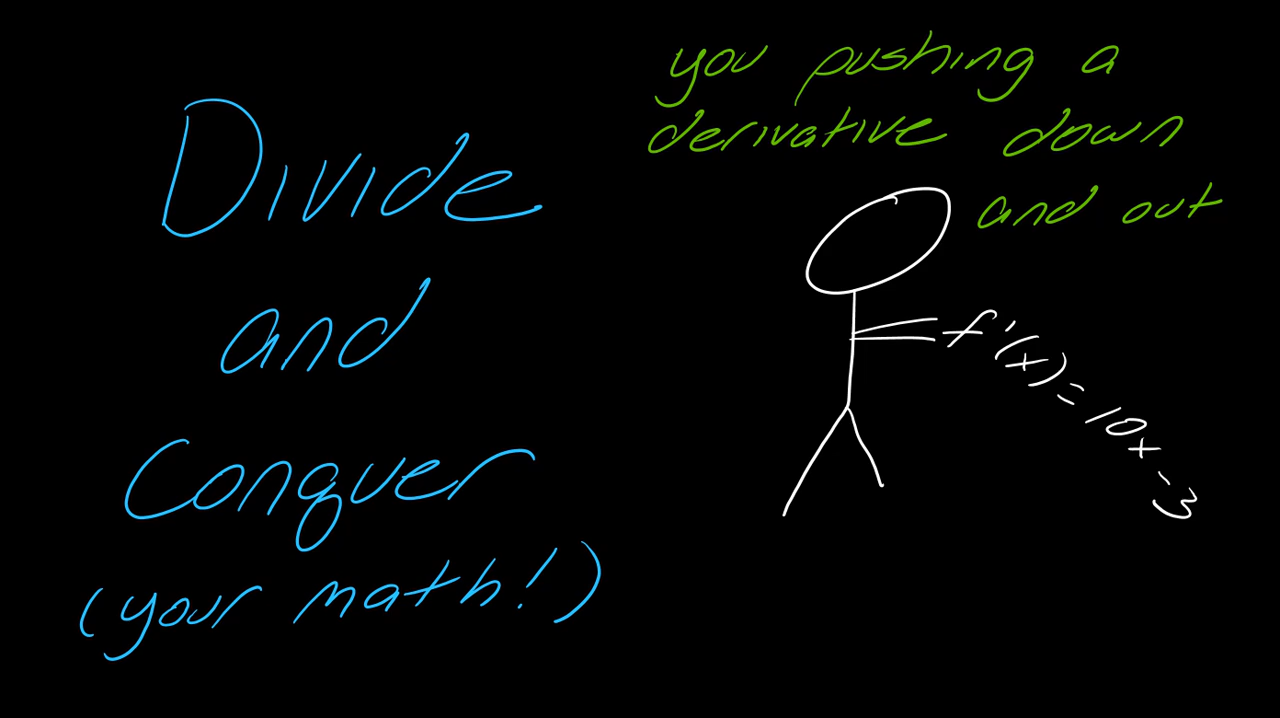 Divide
and
Conquer
(your math!)
you pushing a
derivative down
and out
f'(x) = 10x - 3